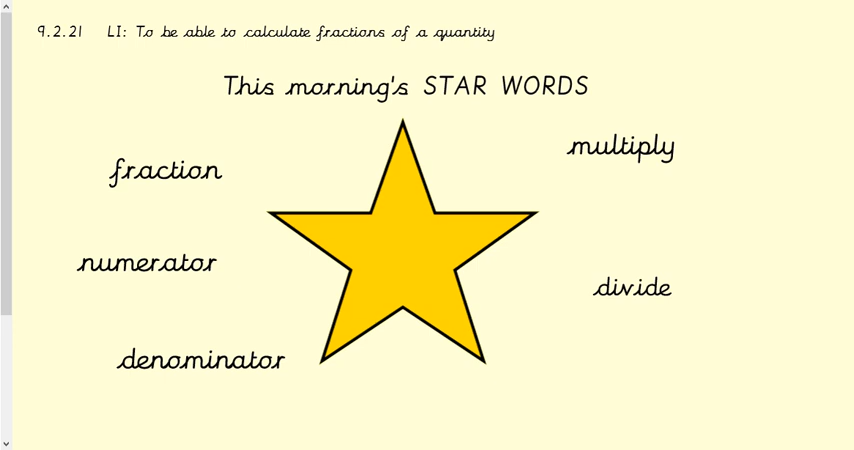 9.2.21 LI: To be able to calculate fractions of a quantity
This morning's STAR WORDS
fraction
multiply
numerator
divide
denominator